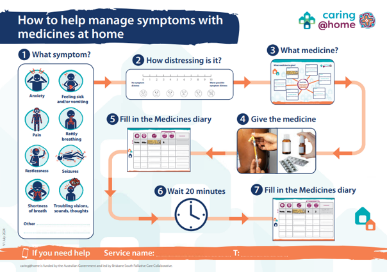 How to help manage symptoms with
medicines at home
caring
@home
1 What symptom?
Anxiety
Feeling sick
and/or vomiting
Pain
Rattly
breathing
Restlessness
Seizures
Shortness
of breath
Troubling visions,
sounds, thoughts
Other
2 How distressing is it?
3 What medicine?
4 Give the medicine
5 Fill in the Medicines diary
6 Wait 20 minutes
7 Fill in the Medicines diary
If you need help
Service name:
T: